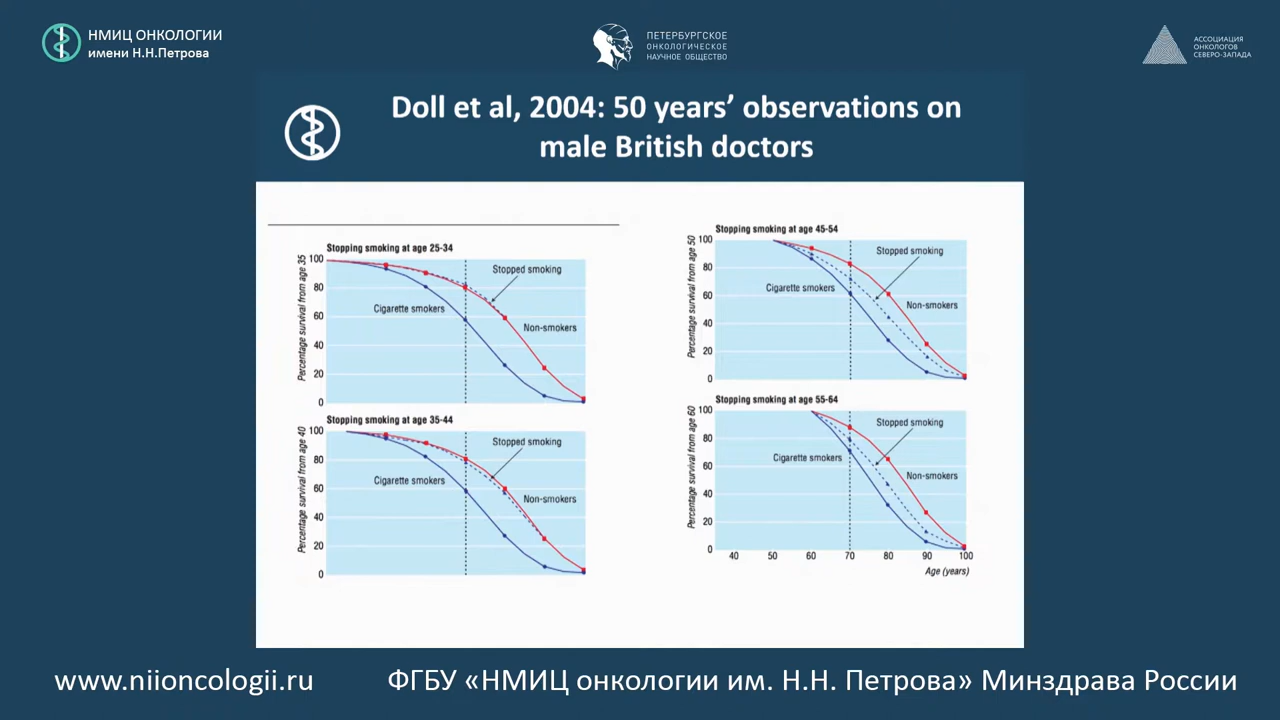 НМИЦ ОНКОЛОГИИ
имени Н.Н.Петрова
ПЕТЕРБУРГСКОЕ
ОНКОЛОГИЧЕСКОЕ
НАУЧНОЕ ОБЩЕСТВО
АССОЦИАЦИЯ
ОНКОЛОГОВ
СЕВЕРО-ЗАПАДА
Doll et al, 2004: 50 years’ observations on
male British doctors
Stopping smoking at age 25-34
Percentage survival from age 35
100
80
60
40
20
0
Stopped smoking
Cigarette smokers
Non-smokers
Stopping smoking at age 35-44
Percentage survival from age 40
100
80
60
40
20
0
Stopped smoking
Cigarette smokers
Non-smokers
Stopping smoking at age 45-54
Percentage survival from age 50
100
80
60
40
20
0
Stopped smoking
Cigarette smokers
Non-smokers
Stopping smoking at age 55-64
Percentage survival from age 60
100
80
60
40
20
0
Stopped smoking
Cigarette smokers
Non-smokers
40 50 60 70 80 90 100
Age (years)
www.niioncologii.ru
ФГБУ «НМИЦ онкологии им. Н.Н. Петрова» Минздрава России